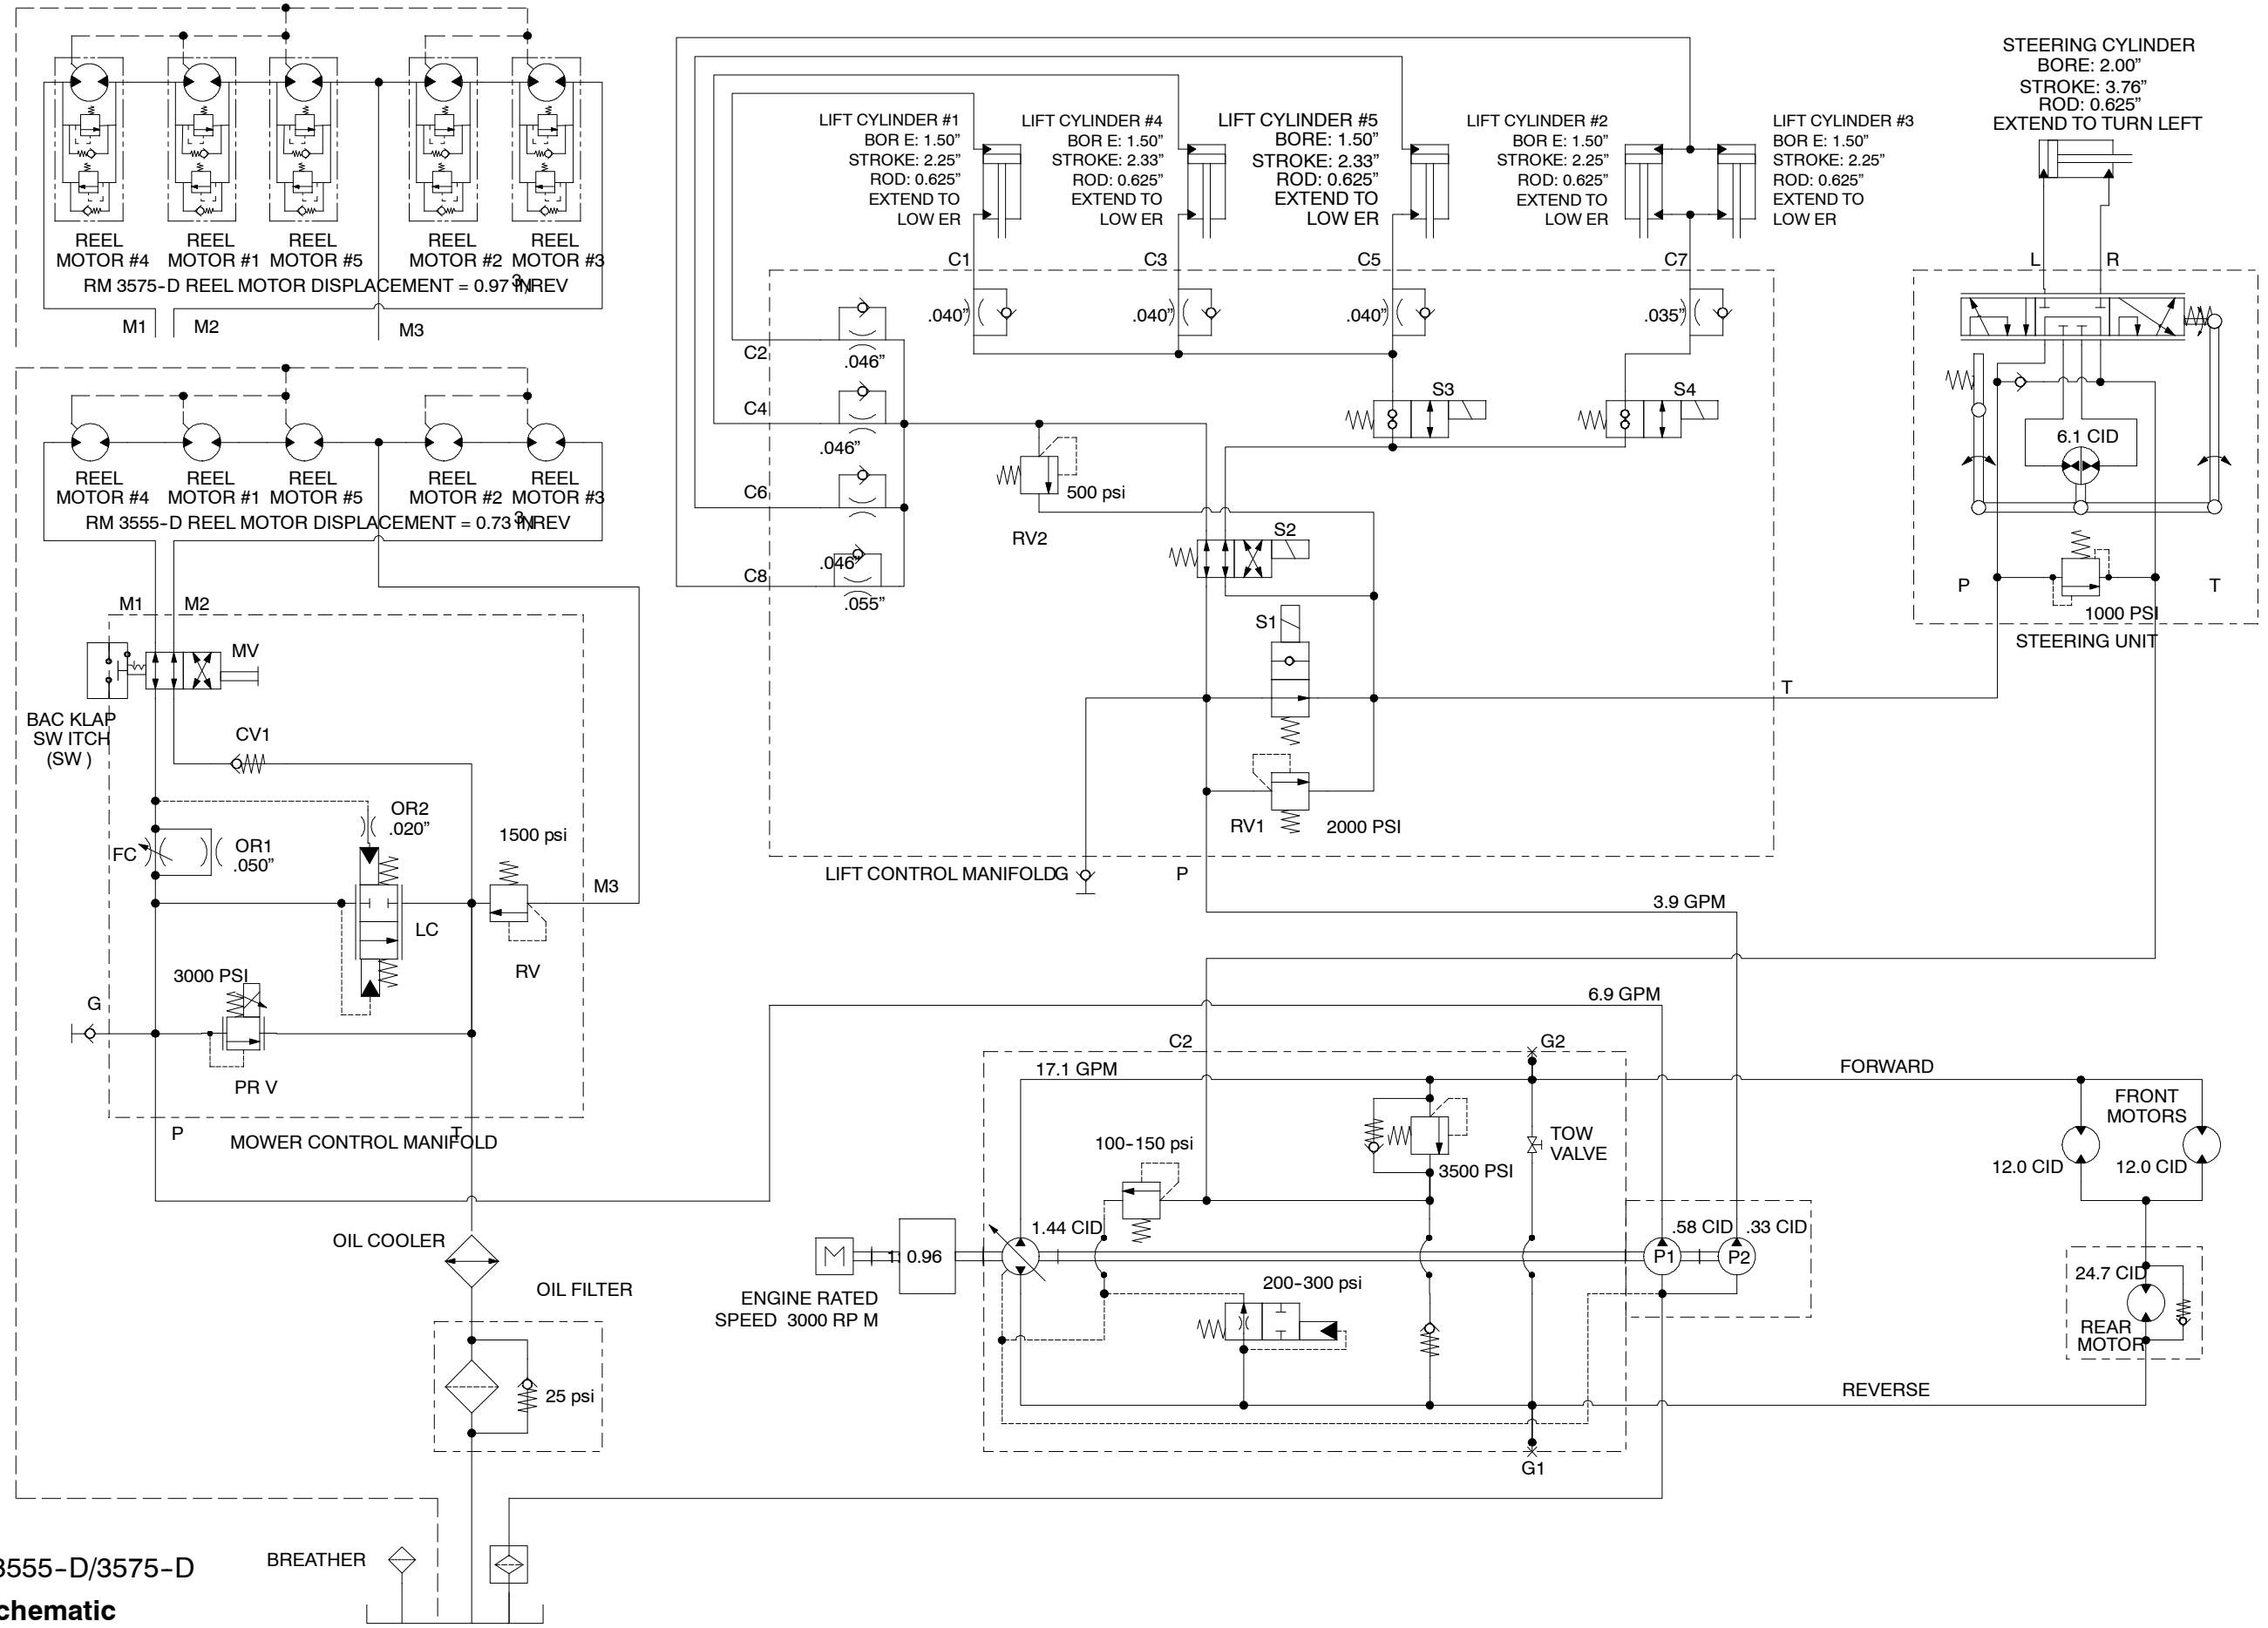 REEL
MOTOR #4
REEL
MOTOR #1
REEL
MOTOR #5
REEL
MOTOR #2
REEL
MOTOR #3
RM 3575-D REEL MOTOR DISPLACEMENT = 0.97 IN3/REV
M1
M2
M3
REEL
MOTOR #4
REEL
MOTOR #1
REEL
MOTOR #5
REEL
MOTOR #2
REEL
MOTOR #3
RM 3555-D REEL MOTOR DISPLACEMENT = 0.73 IN3/REV
M1
M2
MV
BAC KLAP
SW ITCH
(SW )
CV1
OR2
.020”
FC
OR1
.050”
1500 psi
M3
LC
RV
3000 PSI
G
PR V
P
T
MOWER CONTROL MANIFOLD
OIL COOLER
OIL FILTER
25 psi
BREATHER
3555-D/3575-D
chematic
LIFT CYLINDER #1
BOR E: 1.50”
STROKE: 2.25”
ROD: 0.625”
EXTEND TO
LOW ER
LIFT CYLINDER #4
BOR E: 1.50”
STROKE: 2.33”
ROD: 0.625”
EXTEND TO
LOW ER
LIFT CYLINDER #5
BORE: 1.50”
STROKE: 2.33”
ROD: 0.625”
EXTEND TO
LOW ER
LIFT CYLINDER #2
BOR E: 1.50”
STROKE: 2.25”
ROD: 0.625”
EXTEND TO
LOW ER
LIFT CYLINDER #3
BOR E: 1.50”
STROKE: 2.25”
ROD: 0.625”
EXTEND TO
LOW ER
STEERING CYLINDER
BORE: 2.00”
STROKE: 3.76”
ROD: 0.625”
EXTEND TO TURN LEFT
C1
C3
C5
C7
L
R
.040”
.040”
.040”
.035”
C2
.046”
C4
.046”
C6
.046”
C8
.055”
S3
S4
500 psi
RV2
S2
S1
T
RV1
2000 PSI
LIFT CONTROL MANIFOLD
G
P
6.1 CID
P
T
1000 PSI
STEERING UNIT
3.9 GPM
6.9 GPM
C2
G2
17.1 GPM
FORWARD
FRONT
MOTORS
12.0 CID
12.0 CID
100-150 psi
3500 PSI
TOW
VALVE
1.44 CID
.58 CID
.33 CID
M
1: 0.96
P1
P2
ENGINE RATED
SPEED 3000 RP M
200-300 psi
24.7 CID
REAR
MOTOR
REVERSE
G1